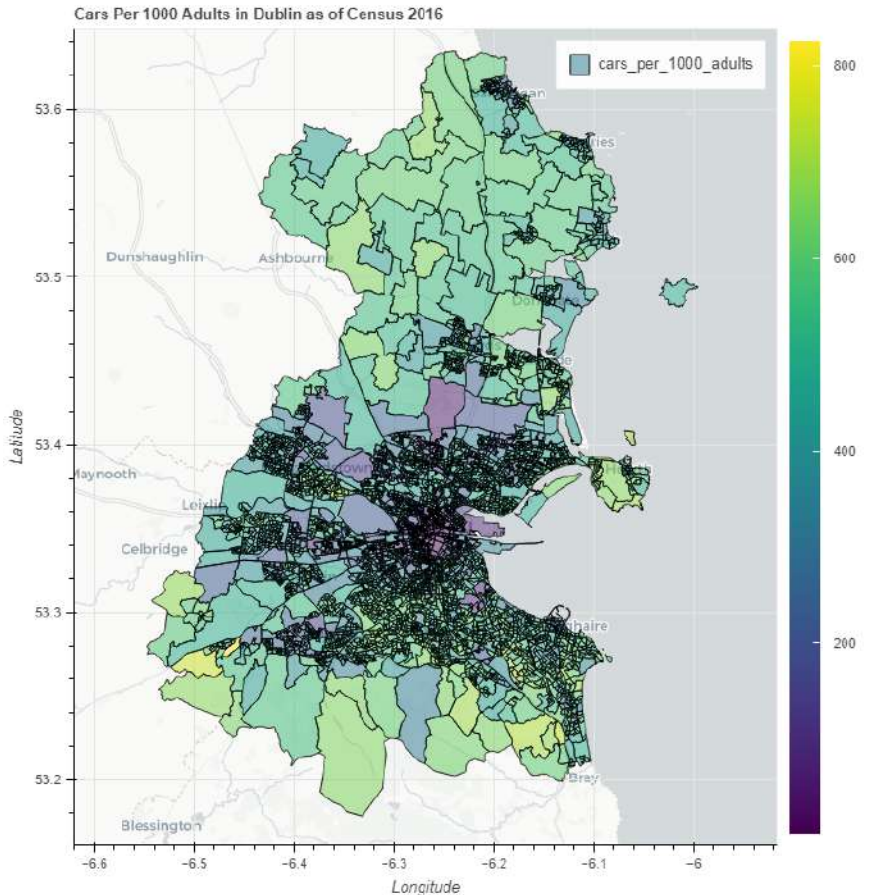 Cars Per 1000 Adults in Dublin as of Census 2016
cars_per_1000_adults
800
600
400
200
53.6
53.5
53.4
53.3
53.2
Dunshaughlin
Ashbourne
Maynooth
Leixlip
Celbridge
Blessington
Bray
Latitude
−6.6
−6.5
−6.4
−6.3
−6.2
−6.1
−6
Longitude